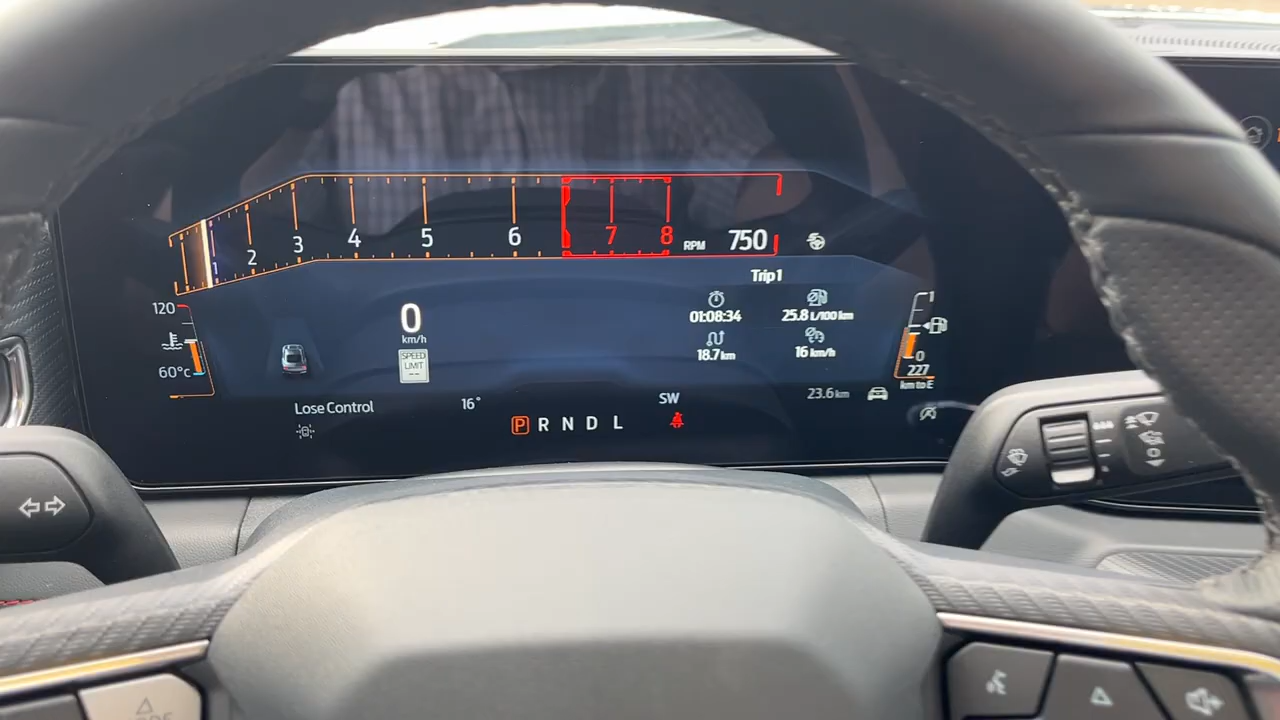 1 2 3 4 5 6 7 8 RPM 750
Trip 1
01:08:34 25.8 L/100 km
18.7 km 16 km/h
120
60°c
0
km/h
SPEED
LIMIT
--
1
0
227
km to E
23.6 km
Lose Control
16°
SW
P R N D L